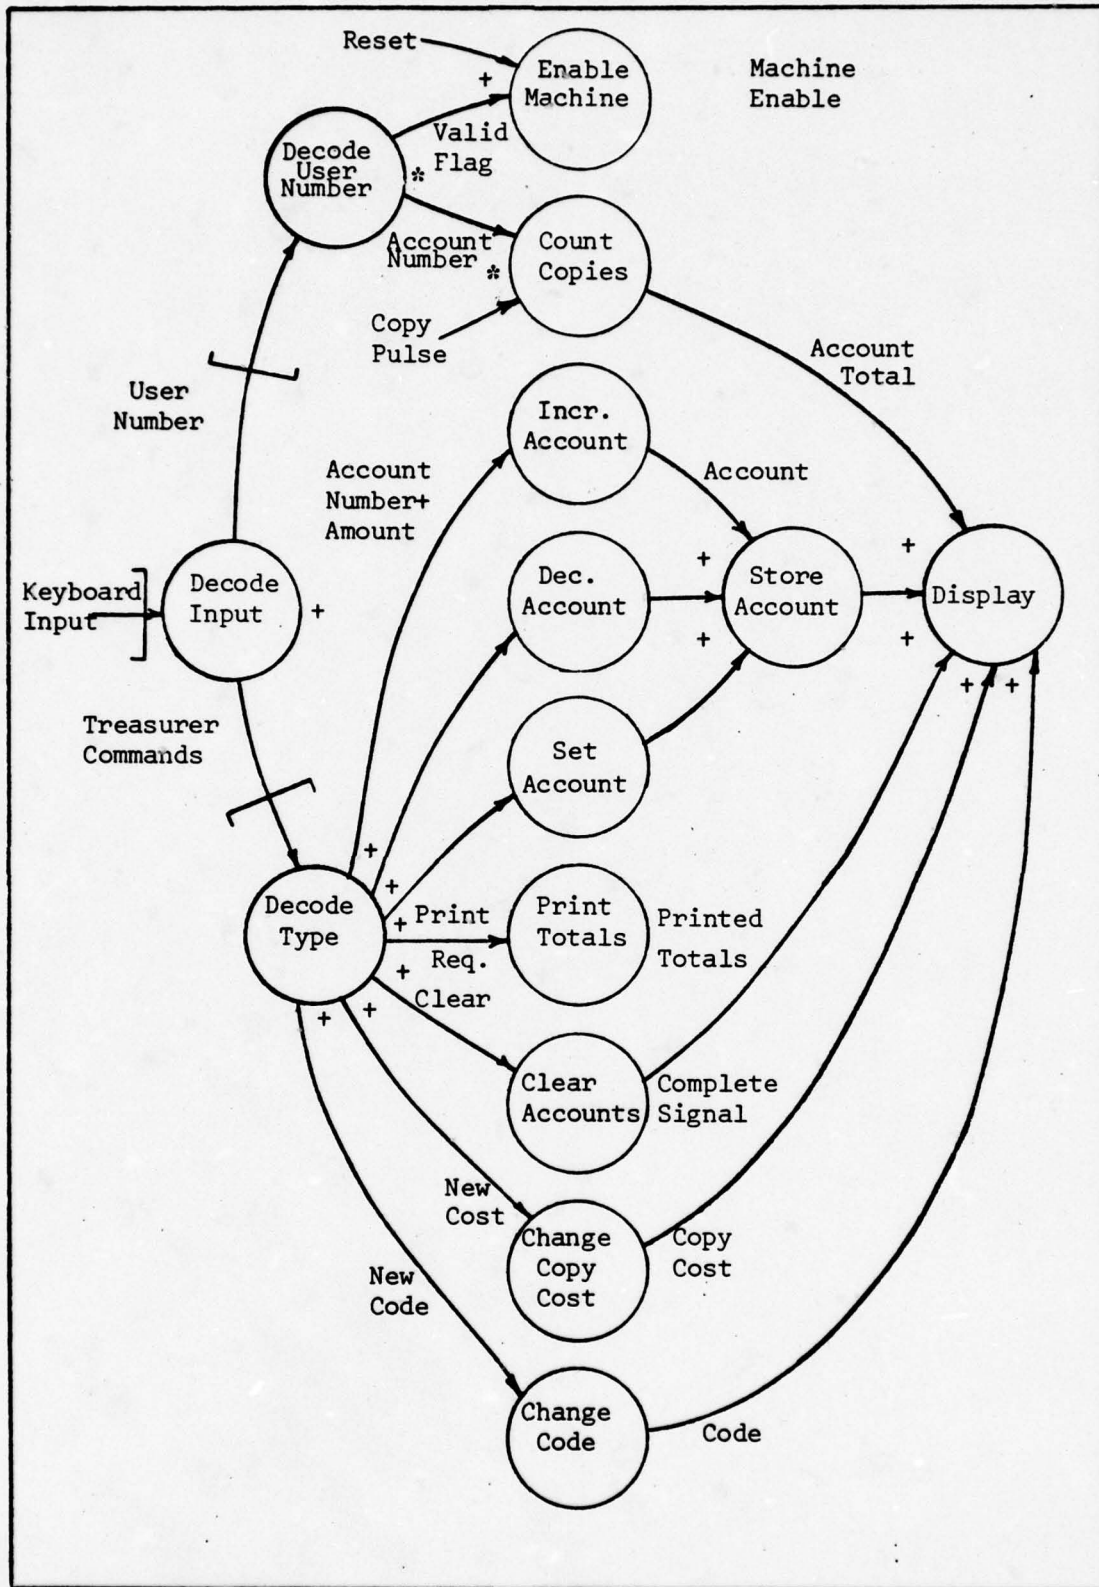 Reset
Enable
Machine
Machine
Enable
+
Valid
Flag
Decode
User
Number
*
Account
Number
*
Count
Copies
Copy
Pulse
Account
Total
User
Number
Incr.
Account
Account
Number+
Amount
Account
Keyboard
Input
Decode
Input
+
Dec.
Account
+
+
Store
Account
+
+
Display
+
+
Treasurer
Commands
Set
Account
Decode
Type
+
+
+
Print
Req.
+
Clear
+
+
Print
Totals
Printed
Totals
Clear
Accounts
Complete
Signal
New
Cost
Change
Copy
Cost
Copy
Cost
New
Code
Change
Code
Code